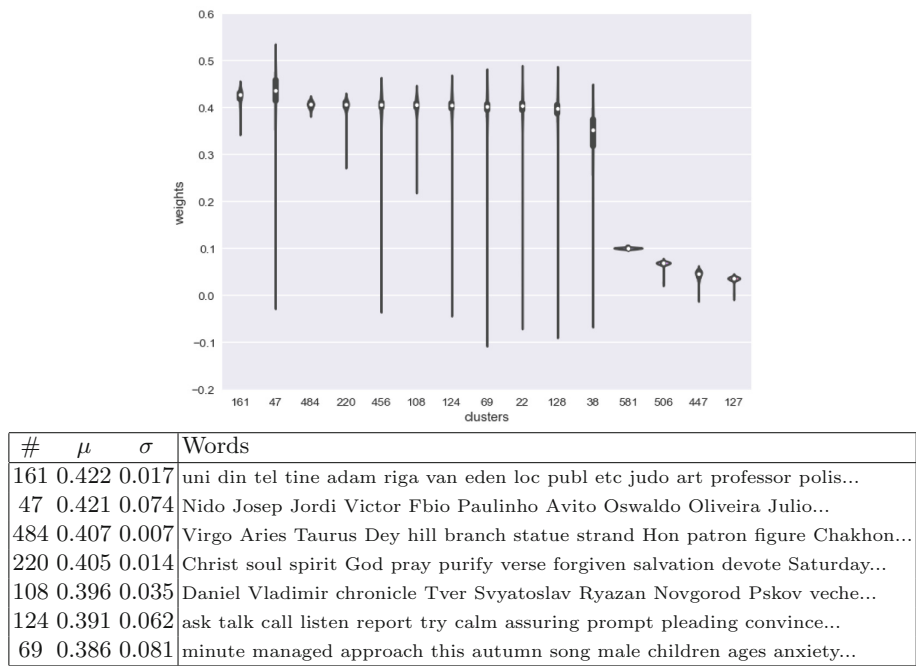 0.6
0.5
0.4
0.3
0.2
0.1
0.0
−0.1
−0.2
weights
161 47 484 220 456 108 124 69 22 128 38 581 506 447 127
clusters
# μ σ Words
161 0.422 0.017 uni din tel tine adam riga van eden loc publ etc judo art professor polis...
47 0.421 0.074 Nido Josep Jordi Victor Fbio Paulinho Avito Oswaldo Oliveira Julio...
484 0.407 0.007 Virgo Aries Taurus Dey hill branch statue strand Hon patron figure Chakhon...
220 0.405 0.014 Christ soul spirit God pray purify verse forgiven salvation devote Saturday...
108 0.396 0.035 Daniel Vladimir chronicle Tver Svyatoslav Ryazan Novgorod Pskov veche...
124 0.391 0.062 ask talk call listen report try calm assuring prompt pleading convince...
69 0.386 0.081 minute managed approach this autumn song male children ages anxiety...